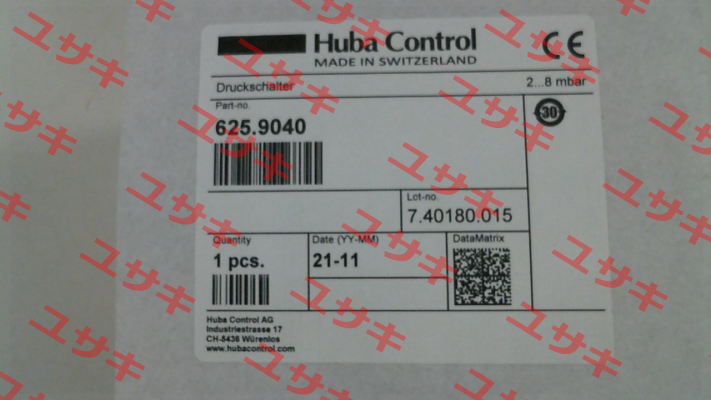 Huba Control
MADE IN SWITZERLAND
CE
Druckschalter
2...8 mbar
Part-no.
625.9040
30
Lot-no.
7.40180.015
Quantity
1 pcs.
Date (YY-MM)
21-11
DataMatrix
Huba Control AG
Industriestrasse 17
CH-5436 Würenlos
www.hubacontrol.com
ユサキ